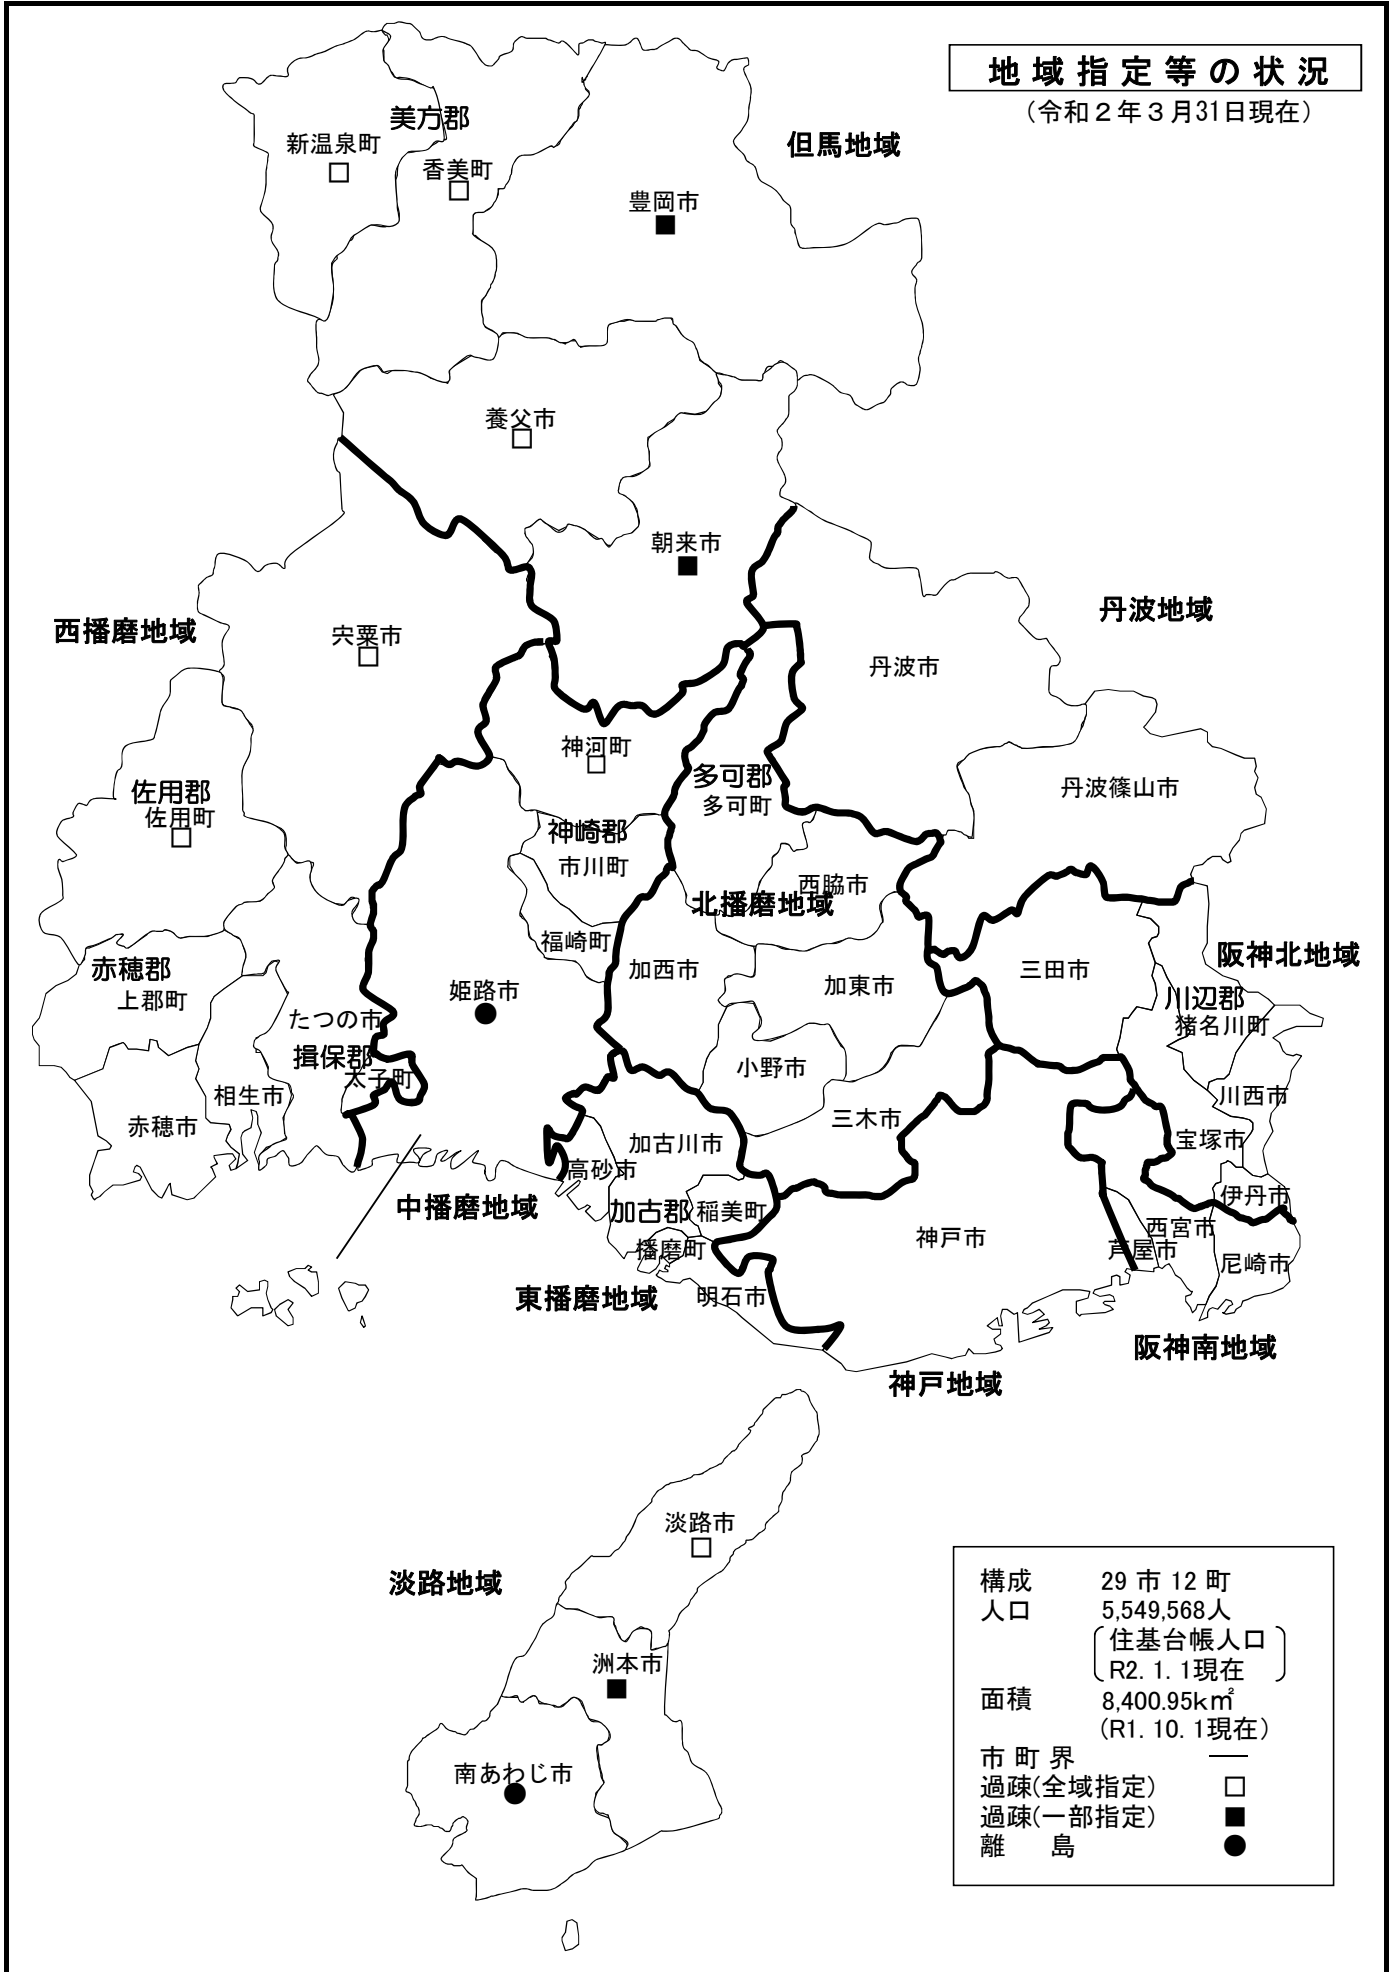 地域指定等の状況
（令和２年３月31日現在）
美方郡
新温泉町
□
香美町
□
但馬地域
豊岡市
■
養父市
□
朝来市
■
西播磨地域
宍粟市
□
丹波地域
丹波市
神河町
□
多可郡
多可町
丹波篠山市
佐用郡
佐用町
□
神崎郡
市川町
西脇市
北播磨地域
福崎町
加西市
加東市
三田市
阪神北地域
赤穂郡
上郡町
姫路市
●
川辺郡
猪名川町
たつの市
揖保郡
太子町
小野市
相生市
川西市
赤穂市
三木市
加古川市
宝塚市
高砂市
伊丹市
中播磨地域
加古郡
稲美町
神戸市
西宮市
播磨町
芦屋市
尼崎市
東播磨地域
明石市
阪神南地域
神戸地域
淡路市
□
淡路地域
洲本市
■
南あわじ市
●
構成 29 市 12 町
人口 5,549,568人
住基台帳人口
R2. 1. 1現在
面積 8,400.95k㎡
（R1. 10. 1現在）
市 町 界 ―
過疎(全域指定) □
過疎(一部指定) ■
離 島 ●